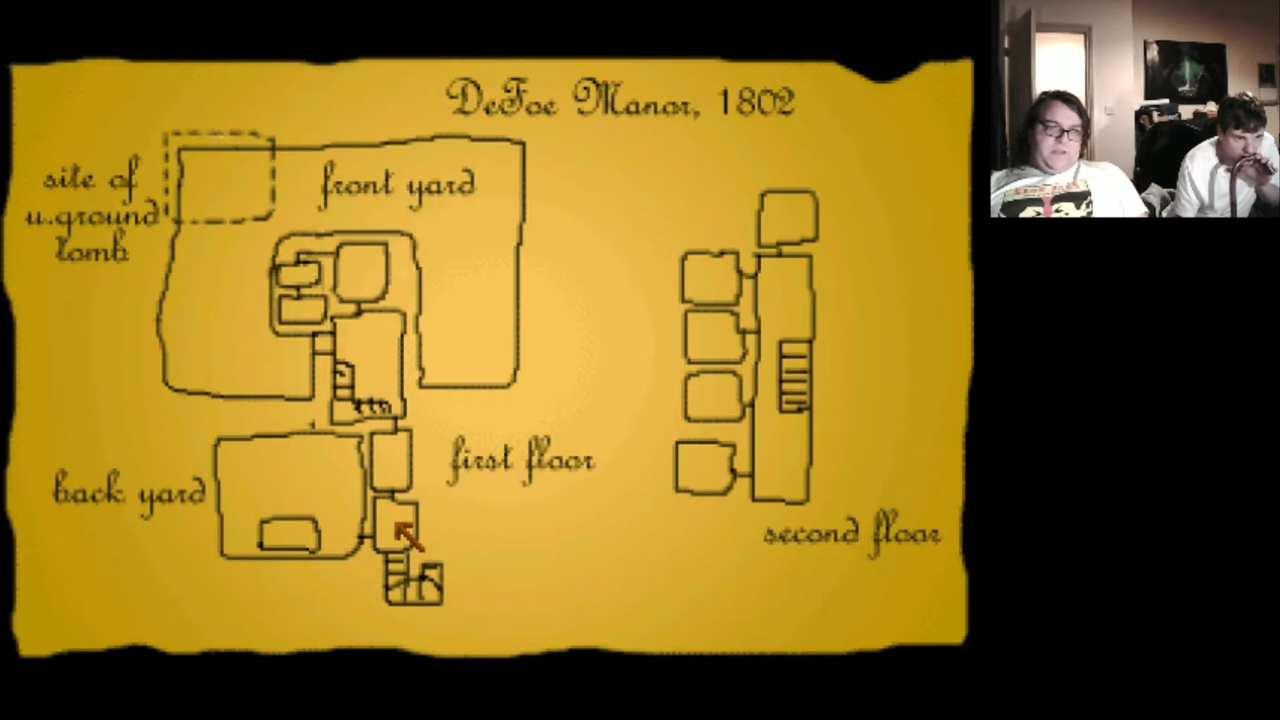 DeFoe Manor, 1802
site of
u.ground
tomb
front yard
back yard
first floor
second floor